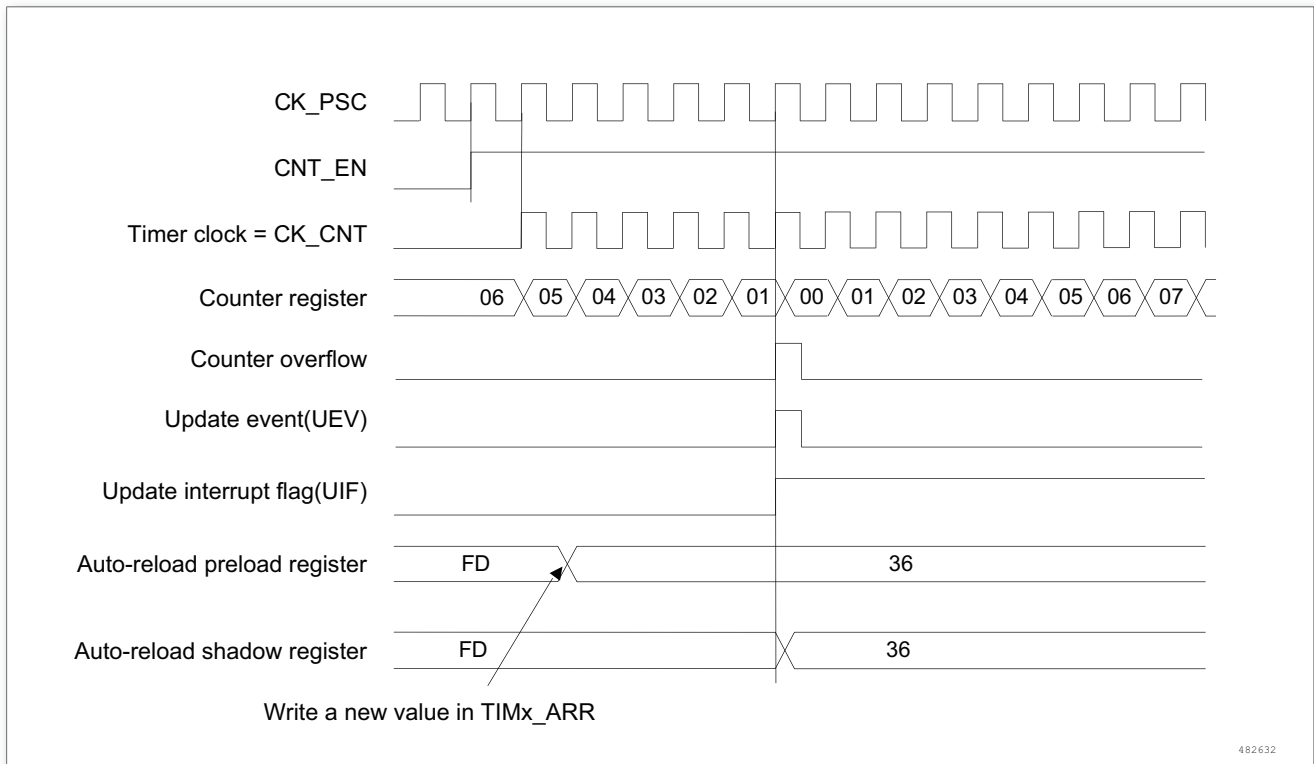 CK_PSC
CNT_EN
Timer clock = CK_CNT
Counter register 06 05 04 03 02 01 00 01 02 03 04 05 06 07
Counter overflow
Update event(UEV)
Update interrupt flag(UIF)
Auto-reload preload register FD 36
Auto-reload shadow register FD 36
Write a new value in TIMx_ARR
482632